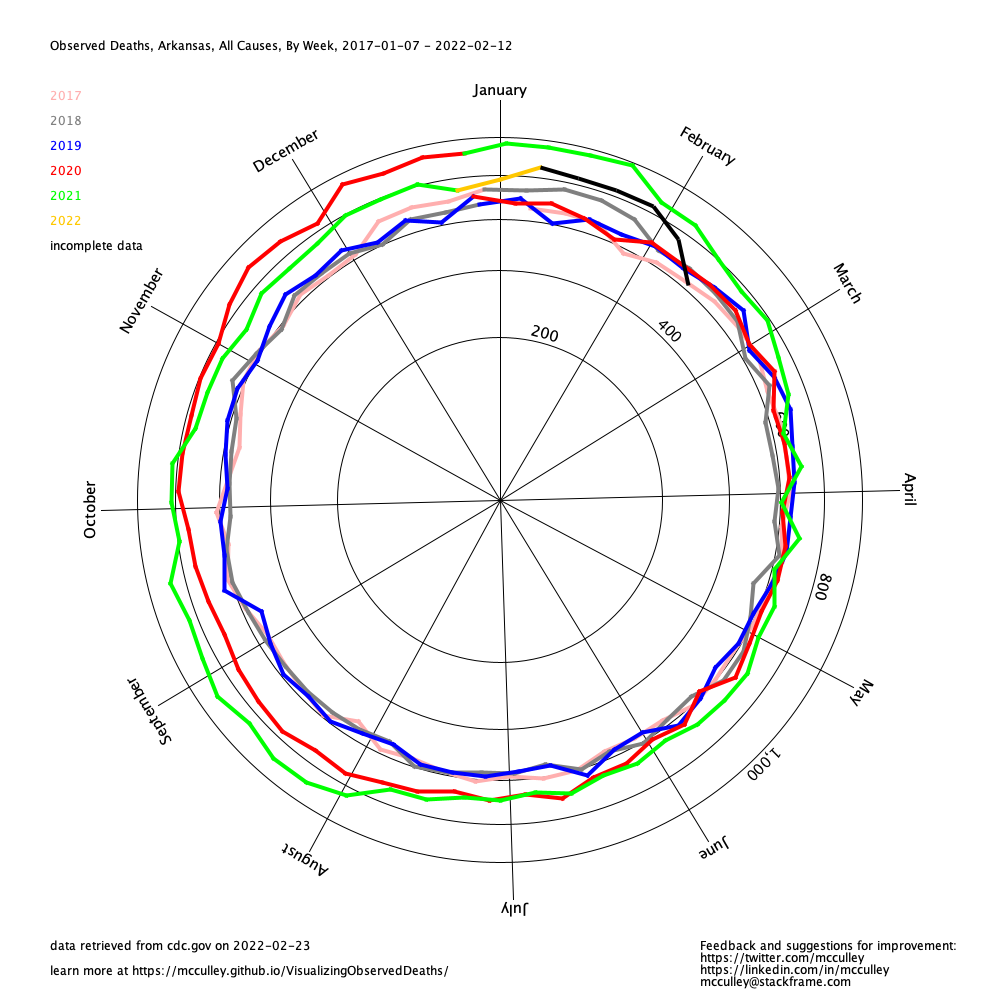 Observed Deaths, Arkansas, All Causes, By Week, 2017-01-07 - 2022-02-12
January
2017
2018
2019
2020
2021
2022
incomplete data
December
February
November
March
200
400
April
October
800
May
September
1,000
June
August
July
data retrieved from cdc.gov on 2022-02-23
learn more at https://mcculley.github.io/VisualizingObservedDeaths/
Feedback and suggestions for improvement:
https://twitter.com/mcculley
https://linkedin.com/in/mcculley
mcculley@stackframe.com